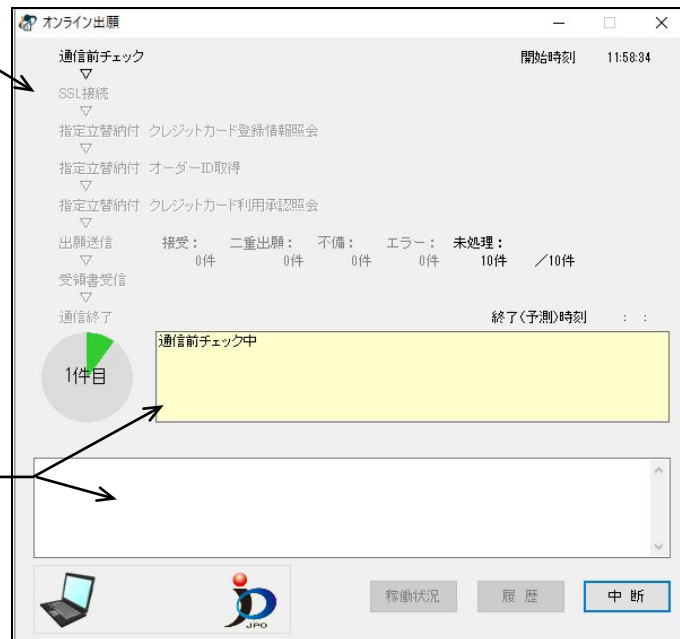 オンライン出願
通信前チェック 開始時刻 11:58:34
▽
SSL接続
▽
指定立替納付 クレジットカード登録情報照会
▽
指定立替納付 オーダーID取得
▽
指定立替納付 クレジットカード利用承認照会
▽
出願送信 接受: 二重出願: 不備: エラー: 未処理:
▽ 0件 0件 0件 0件 10件 /10件
受領書受信
▽
通信終了 終了(予測)時刻 : :
通信前チェック中
1件目
JPO
稼働状況 履 歴 中 断